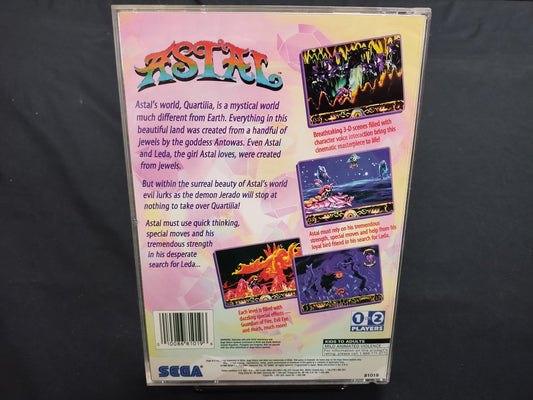 ASTAL
Astal's world, Quartilia, is a mystical world
much different from Earth. Everything in this
beautiful land was created from a handful of
jewels by the goddess Antowas. Even Astal
and Leda, the girl Astal loves, were created
from jewels.
But within the surreal beauty of Astal's world
evil lurks as the demon Jerado will stop at
nothing to take over Quartilia!
Astal must use quick thinking,
special moves and his
tremendous strength
in his desperate
search for Leda...
Breathtaking 3-D scenes filled with
character voice interaction bring this
cinematic masterpiece to life!
Astal must rely on his tremendous
strength, special moves and help from his
loyal bird friend in his search for Leda.
Each level is filled with
dazzling special effects—
Guardian of Fire, Evil Eye
and much, much more!
1 or 2
PLAYERS
KIDS TO ADULTS
MILD ANIMATED VIOLENCE
SEGA
81019